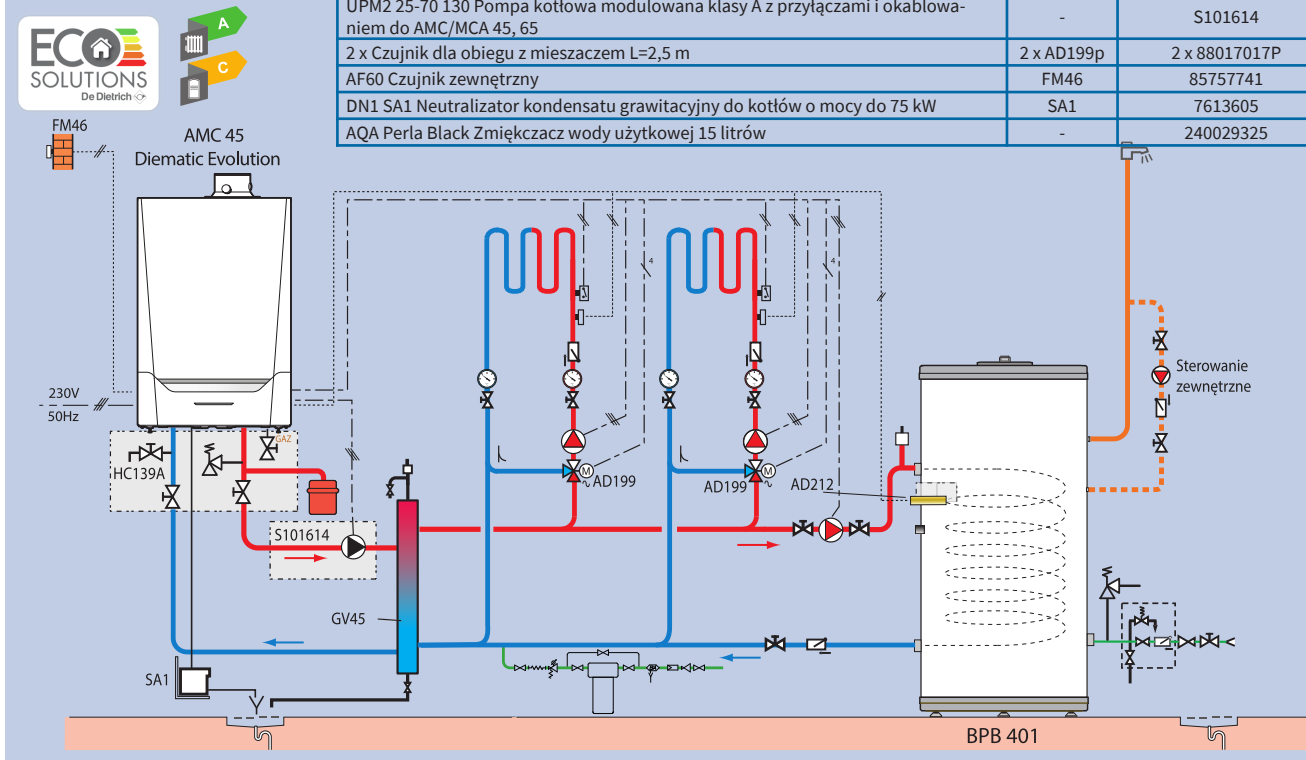 UPM2 25-70 130 Pompa kotłowa modulowana klasy A z przyłączami i okablowa-
niem do AMC/MCA 45, 65
-
S101614
2 x Czujnik dla obiegu z mieszaczem L=2,5 m
2 x AD199p
2 x 88017017P
AF60 Czujnik zewnętrzny
FM46
85757741
DN1 SA1 Neutralizator kondensatu grawitacyjny do kotłów o mocy do 75 kW
SA1
7613605
AQA Perla Black Zmiękczacz wody użytkowej 15 litrów
-
240029325
ECO
SOLUTIONS
De Dietrich
A
C
FM46
AMC 45
Diematic Evolution
230V
50Hz
GAZ
HC139A
S101614
GV45
SA1
4
4
M
AD199
M
AD199
AD212
Sterowanie
zewnętrzne
BPB 401